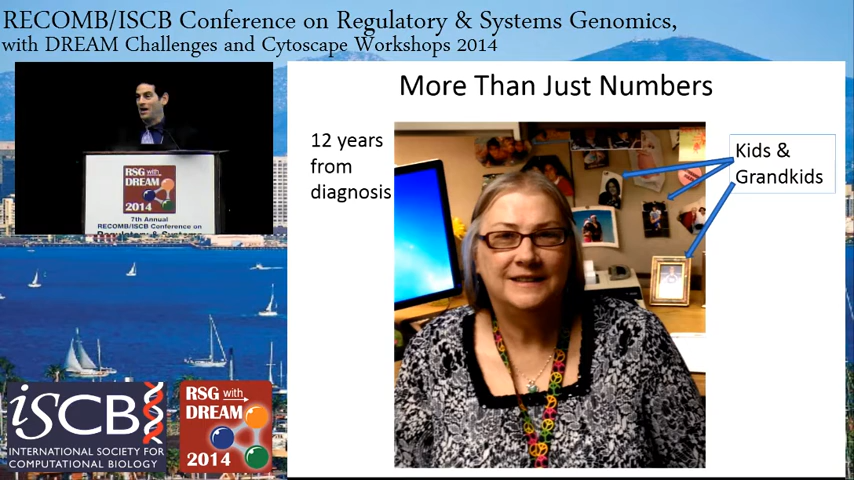 RECOMB/ISCB Conference on Regulatory & Systems Genomics,
with DREAM Challenges and Cytoscape Workshops 2014
RSG with
DREAM
2014
7th Annual
RECOMB/ISCB Conference on
Regulatory & Systems
More Than Just Numbers
12 years
from
diagnosis
Kids &
Grandkids
iSCB
INTERNATIONAL SOCIETY FOR
COMPUTATIONAL BIOLOGY
RSG with
DREAM
2014